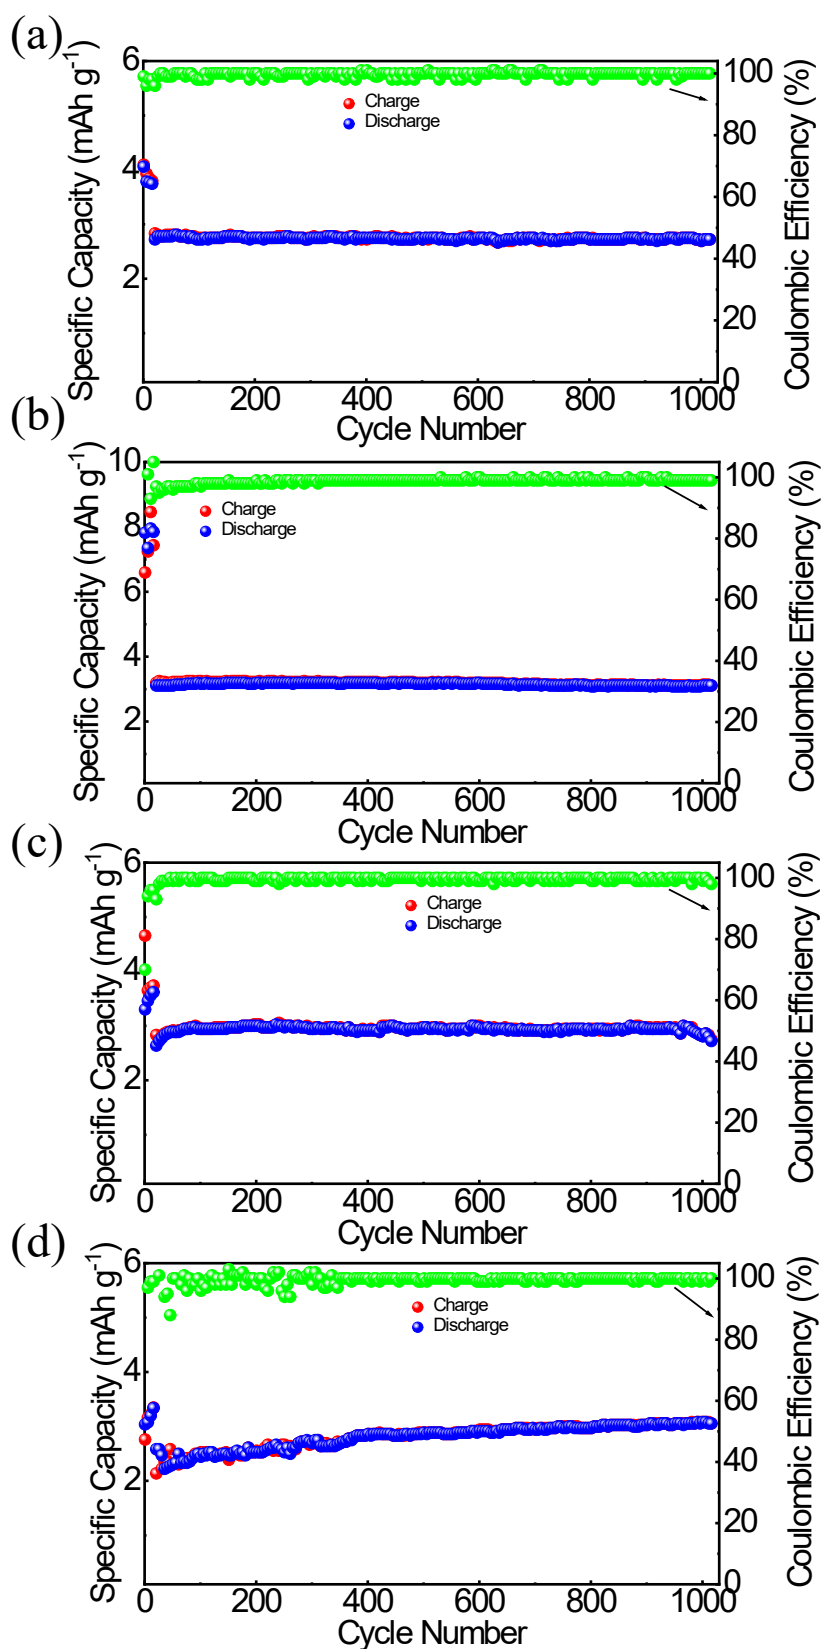 (a)
Specific Capacity (mAh g⁻¹)
6
4
2
Charge
Discharge
100
80
60
40
20
0
Coulombic Efficiency (%)
0 200 400 600 800 1000
Cycle Number
(b)
Specific Capacity (mAh g⁻¹)
10
8
6
4
2
Charge
Discharge
100
80
60
40
20
0
Coulombic Efficiency (%)
0 200 400 600 800 1000
Cycle Number
(c)
Specific Capacity (mAh g⁻¹)
6
4
2
Charge
Discharge
100
80
60
40
20
0
Coulombic Efficiency (%)
0 200 400 600 800 1000
Cycle Number
(d)
Specific Capacity (mAh g⁻¹)
6
4
2
Charge
Discharge
100
80
60
40
20
0
Coulombic Efficiency (%)
0 200 400 600 800 1000
Cycle Number